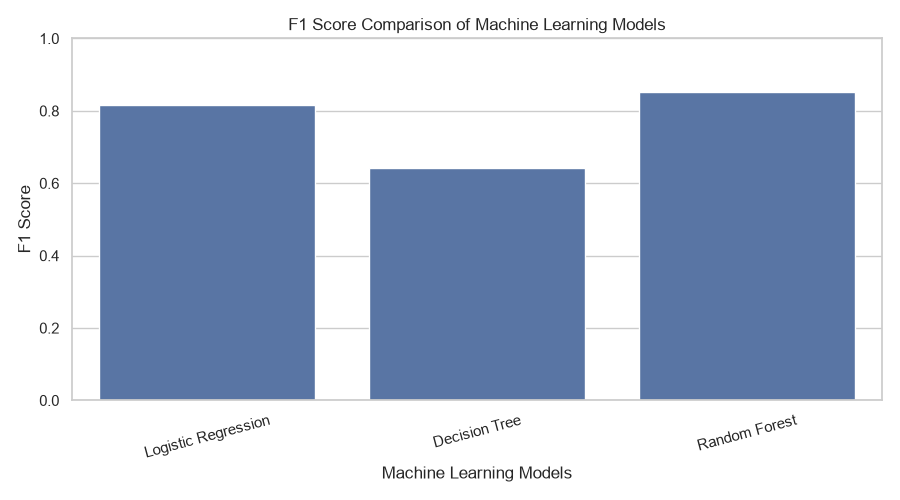 F1 Score Comparison of Machine Learning Models
1.0
0.8
0.6
0.4
0.2
0.0
F1 Score
Logistic Regression
Decision Tree
Random Forest
Machine Learning Models